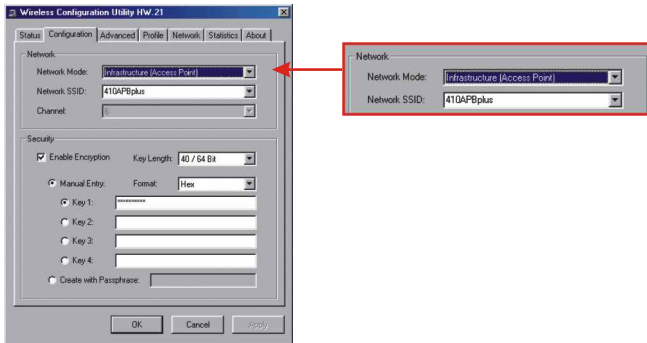 Wireless Configuration Utility HW.21
Status Configuration Advanced Profile Network Statistics About
Network
Network Mode: Infrastructure (Access Point)
Network SSID: 410APBplus
Channel: 6
Security
Enable Encryption Key Length: 40 / 64 Bit
Manual Entry: Format: Hex
Key 1: **********
Key 2:
Key 3:
Key 4:
Create with Passphrase:
OK Cancel Apply
Network
Network Mode: Infrastructure (Access Point)
Network SSID: 410APBplus